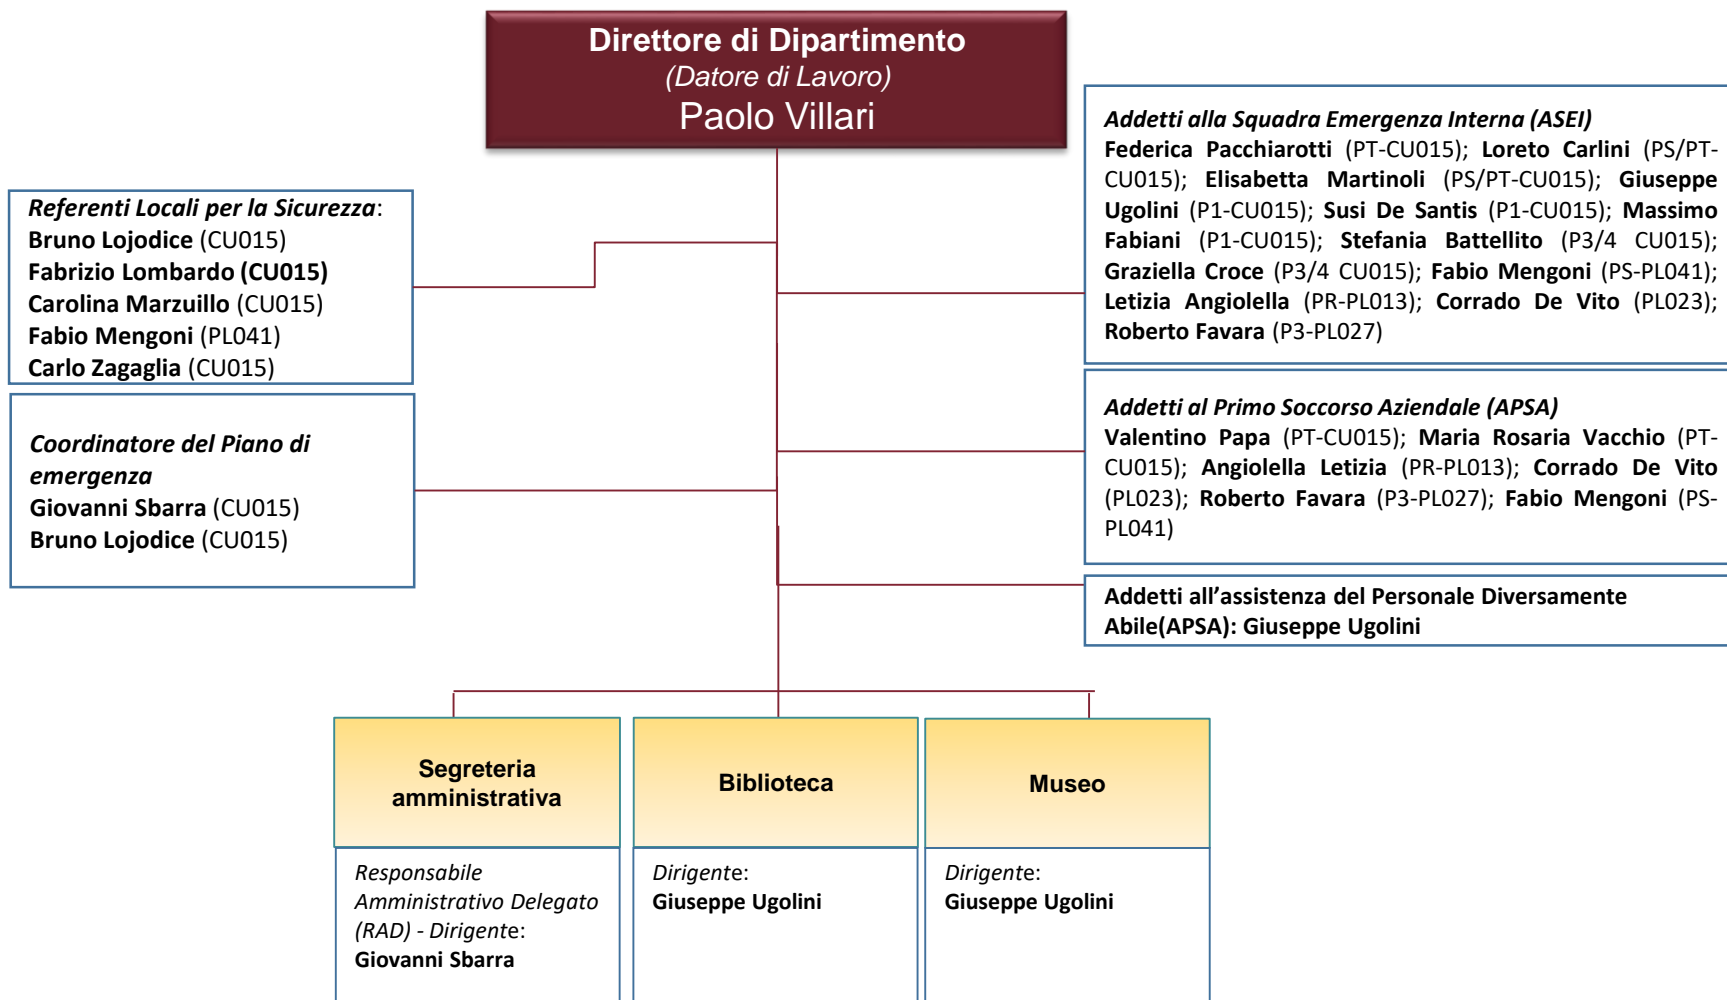 Direttore di Dipartimento
(Datore di Lavoro)
Paolo Villari
Referenti Locali per la Sicurezza:
Bruno Lojodice (CU015)
Fabrizio Lombardo (CU015)
Carolina Marzuillo (CU015)
Fabio Mengoni (PL041)
Carlo Zagaglia (CU015)
Coordinatore del Piano di
emergenza
Giovanni Sbarra (CU015)
Bruno Lojodice (CU015)
Addetti alla Squadra Emergenza Interna (ASEI)
Federica Pacchiarotti (PT-CU015); Loreto Carlini (PS/PT-
CU015); Elisabetta Martinoli (PS/PT-CU015); Giuseppe
Ugolini (P1-CU015); Susi De Santis (P1-CU015); Massimo
Fabiani (P1-CU015); Stefania Battellito (P3/4 CU015);
Graziella Croce (P3/4 CU015); Fabio Mengoni (PS-PL041);
Letizia Angiolella (PR-PL013); Corrado De Vito (PL023);
Roberto Favara (P3-PL027)
Addetti al Primo Soccorso Aziendale (APSA)
Valentino Papa (PT-CU015); Maria Rosaria Vacchio (PT-
CU015); Angiolella Letizia (PR-PL013); Corrado De Vito
(PL023); Roberto Favara (P3-PL027); Fabio Mengoni (PS-
PL041)
Addetti all’assistenza del Personale Diversamente
Abile(APSA): Giuseppe Ugolini
Segreteria
amministrativa
Responsabile
Amministrativo Delegato
(RAD) - Dirigente:
Giovanni Sbarra
Biblioteca
Dirigente:
Giuseppe Ugolini
Museo
Dirigente:
Giuseppe Ugolini